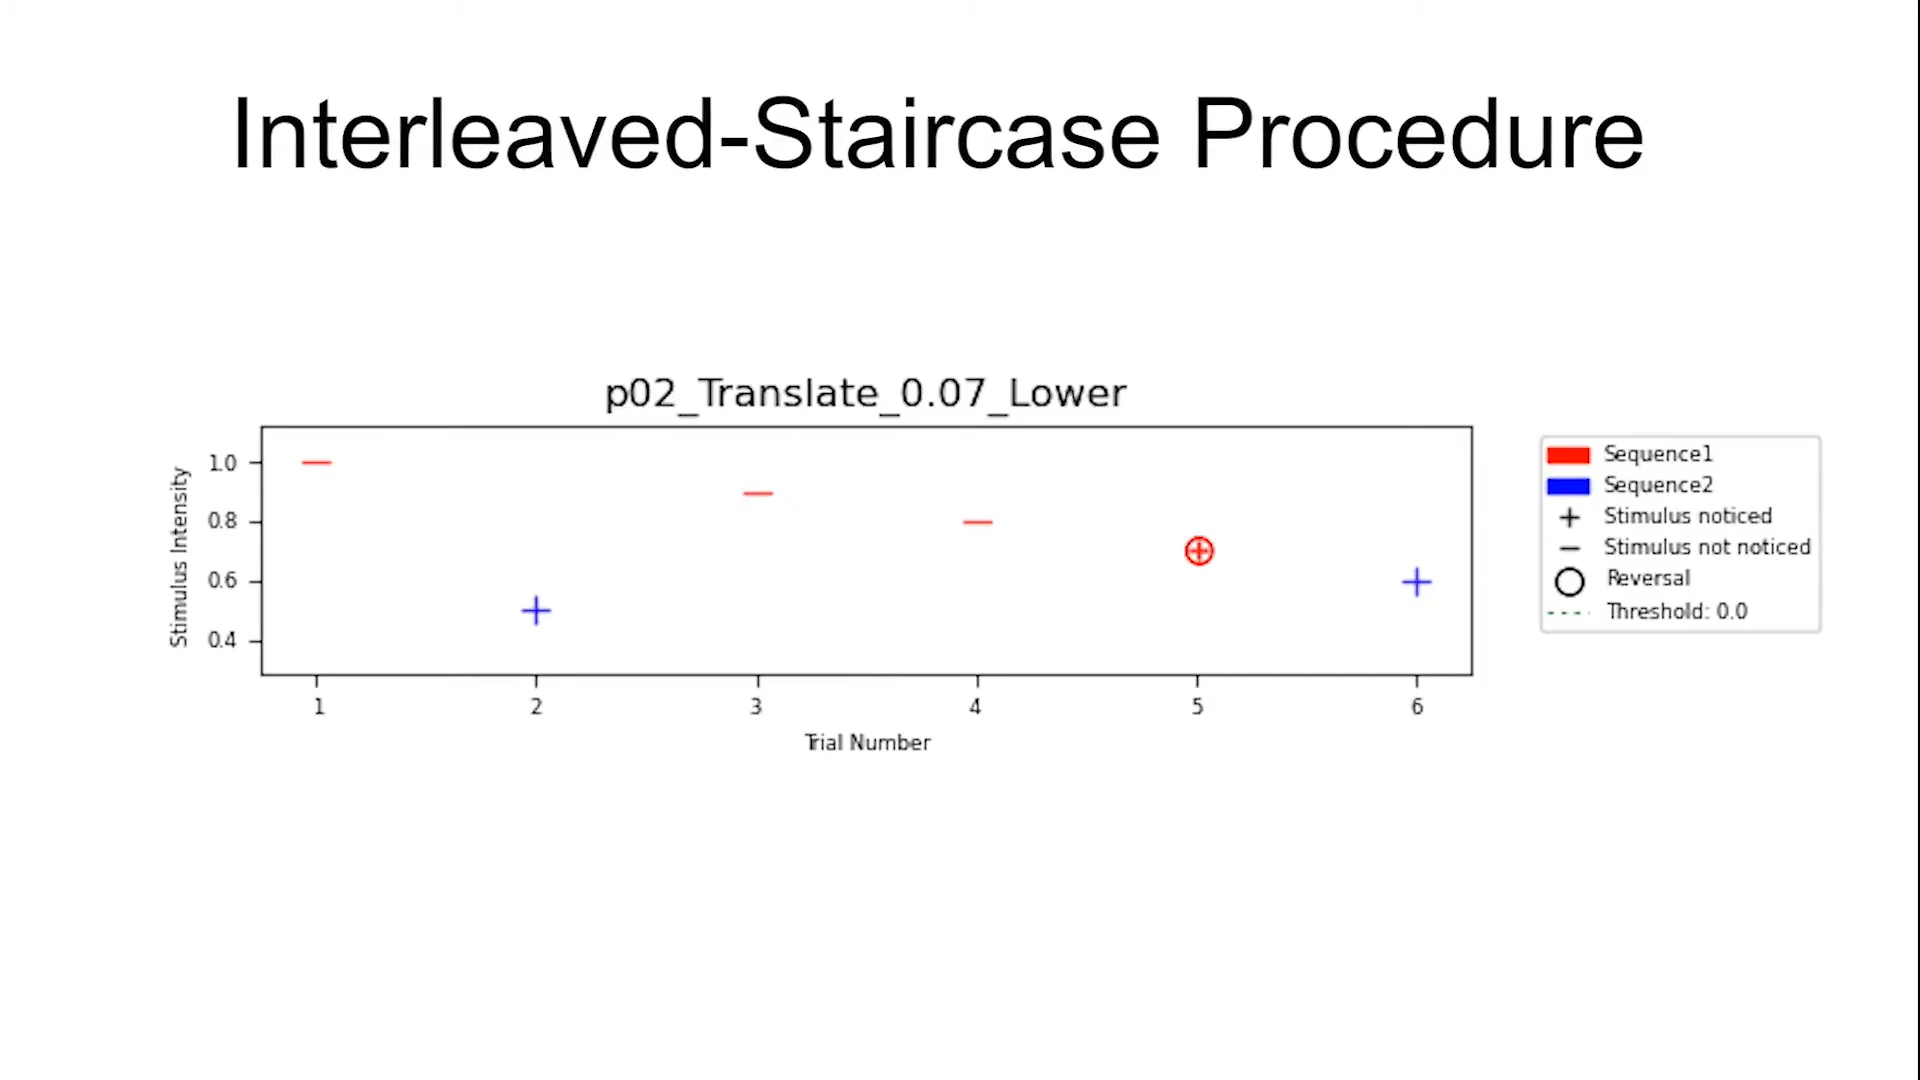 Interleaved-Staircase Procedure
p02_Translate_0.07_Lower
Stimulus Intensity
1.0
0.8
0.6
0.4
1 2 3 4 5 6
Trial Number
Sequence1
Sequence2
Stimulus noticed
Stimulus not noticed
Reversal
Threshold: 0.0